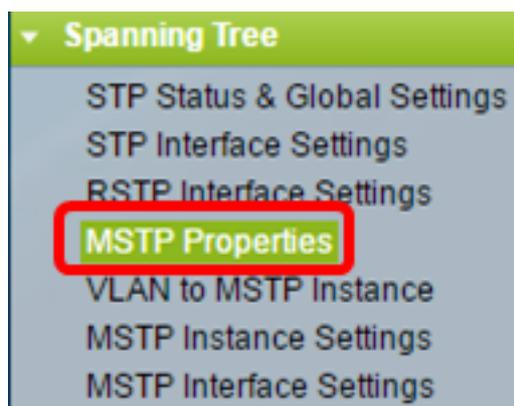 Spanning Tree
STP Status & Global Settings
STP Interface Settings
RSTP Interface Settings
MSTP Properties
VLAN to MSTP Instance
MSTP Instance Settings
MSTP Interface Settings